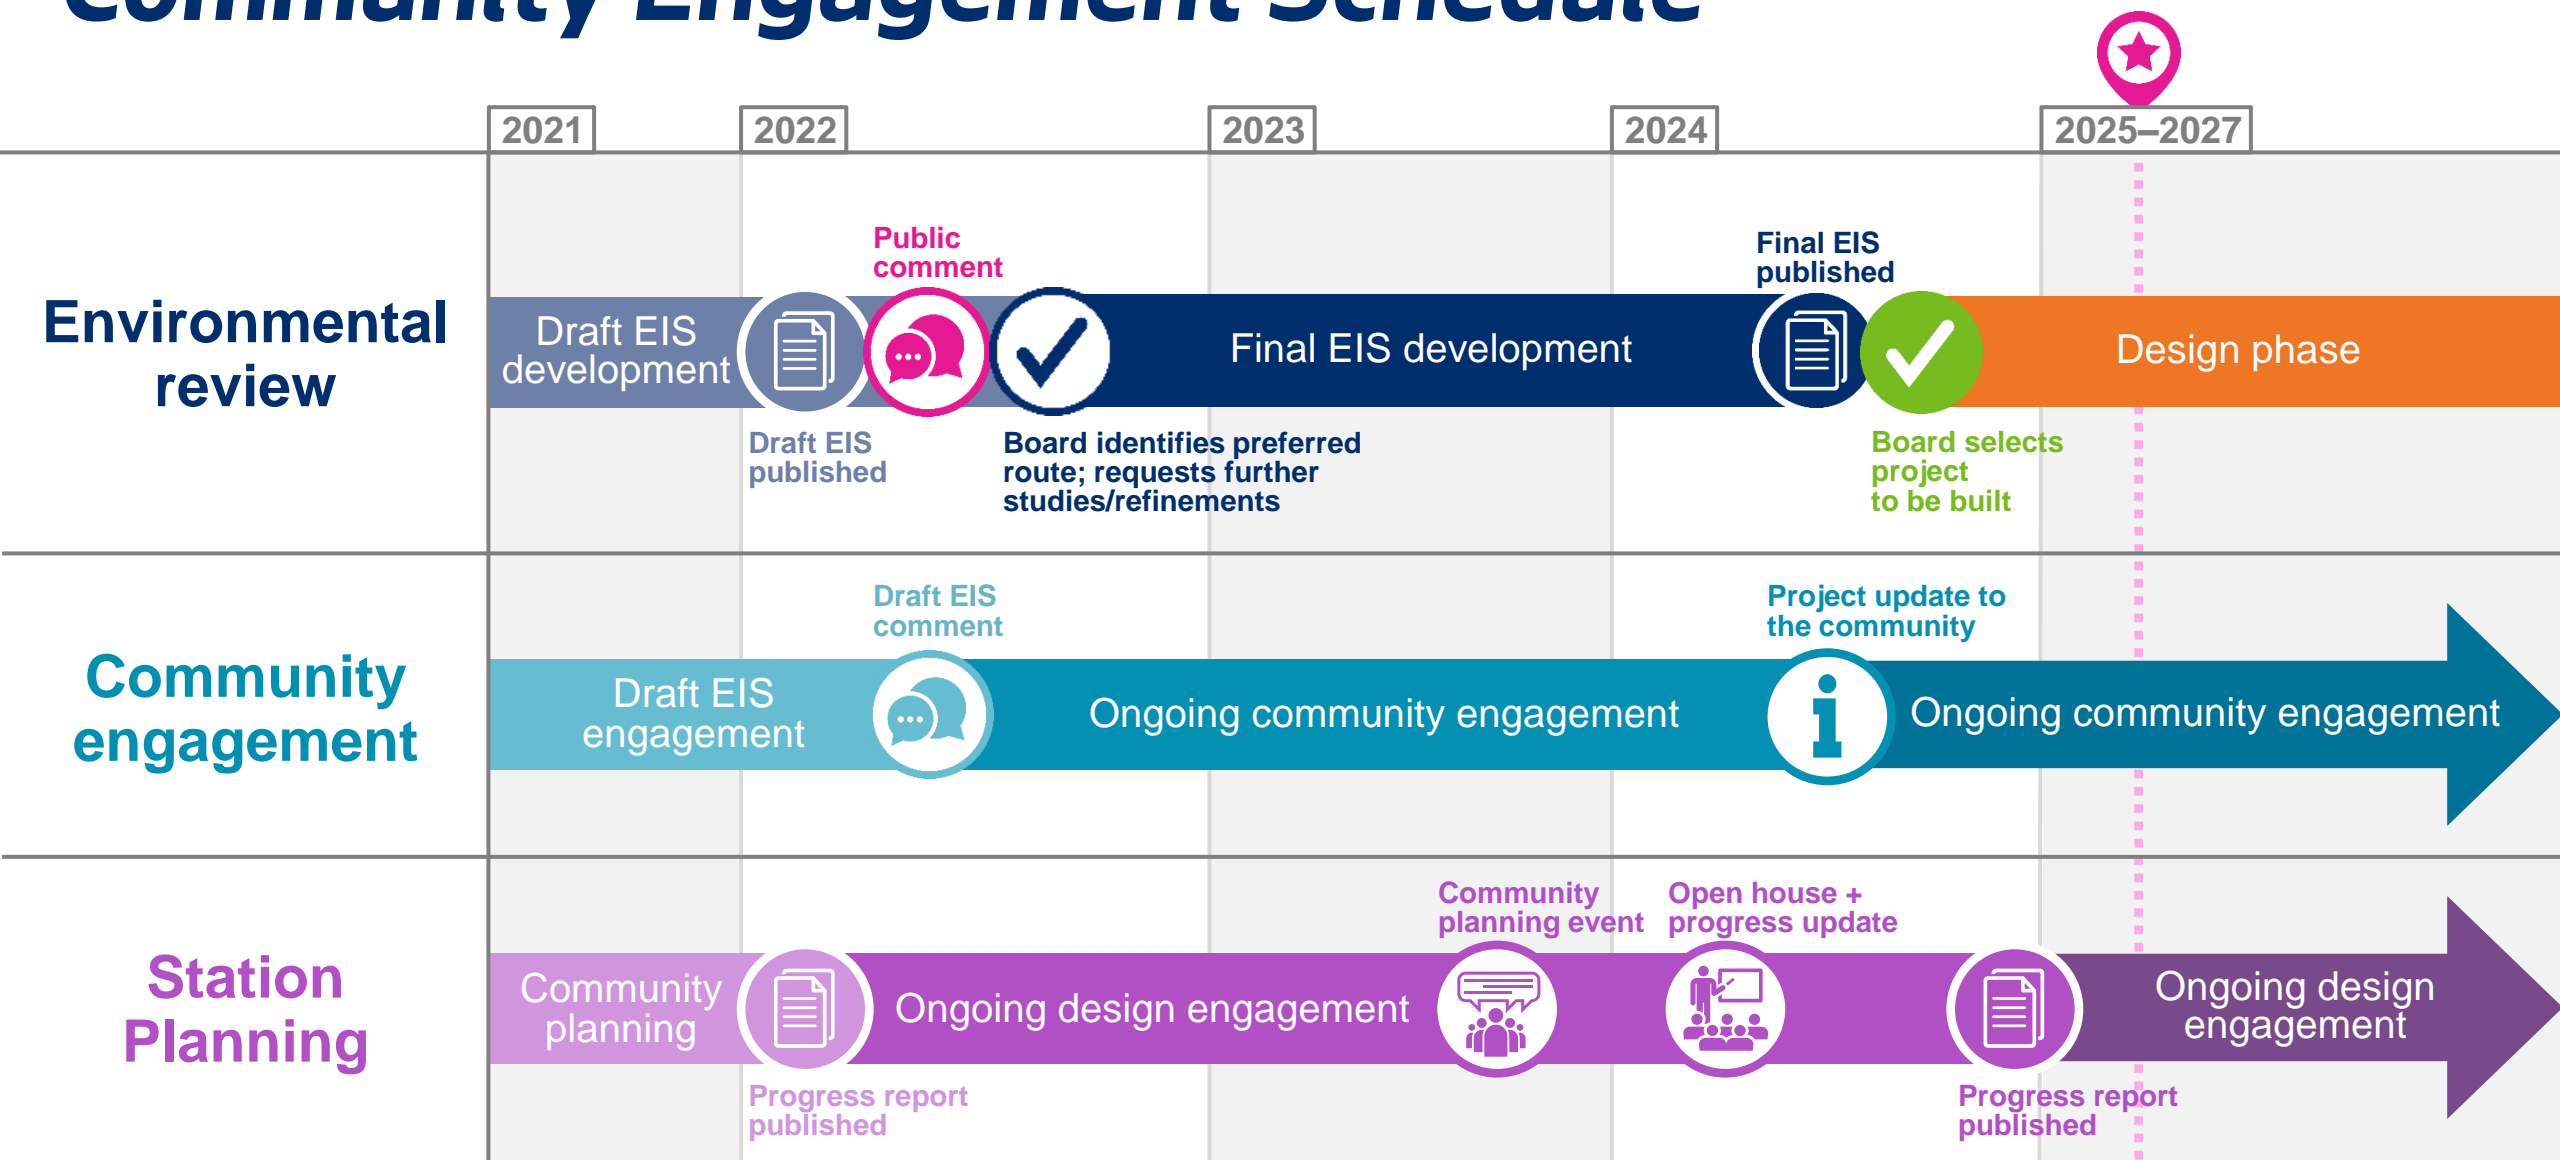 Community Engagement Schedule
2021
2022
2023
2024
2025–2027
Environmental
review
Draft EIS
development
Draft EIS
published
Public
comment
Board identifies preferred
route; requests further
studies/refinements
Final EIS development
Final EIS
published
Board selects
project
to be built
Design phase
Community
engagement
Draft EIS
engagement
Draft EIS
comment
Ongoing community engagement
Project update to
the community
Ongoing community engagement
Station
Planning
Community
planning
Progress report
published
Ongoing design engagement
Community
planning event
Open house +
progress update
Progress report
published
Ongoing design
engagement